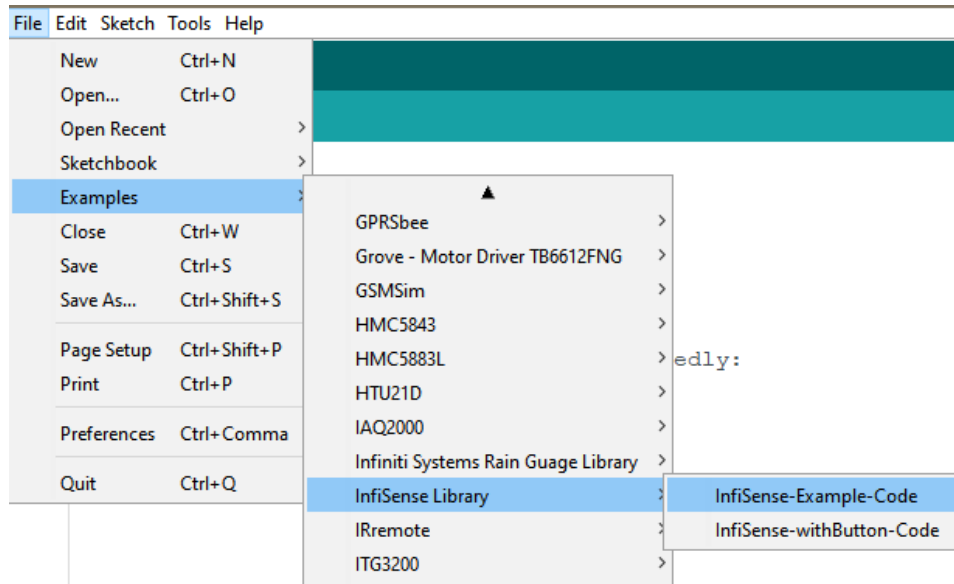 File Edit Sketch Tools Help
New Ctrl+N
Open... Ctrl+O
Open Recent >
Sketchbook >
Examples >
Close Ctrl+W
Save Ctrl+S
Save As... Ctrl+Shift+S
Page Setup Ctrl+Shift+P
Print Ctrl+P
Preferences Ctrl+Comma
Quit Ctrl+Q
▲
GPRSbee >
Grove - Motor Driver TB6612FNG >
GSMSim >
HMC5843 >
HMC5883L >
HTU21D >
IAQ2000 >
Infiniti Systems Rain Guage Library >
InfiSense Library >
IRremote >
ITG3200 >
InfiSense-Example-Code
InfiSense-withButton-Code
edly: